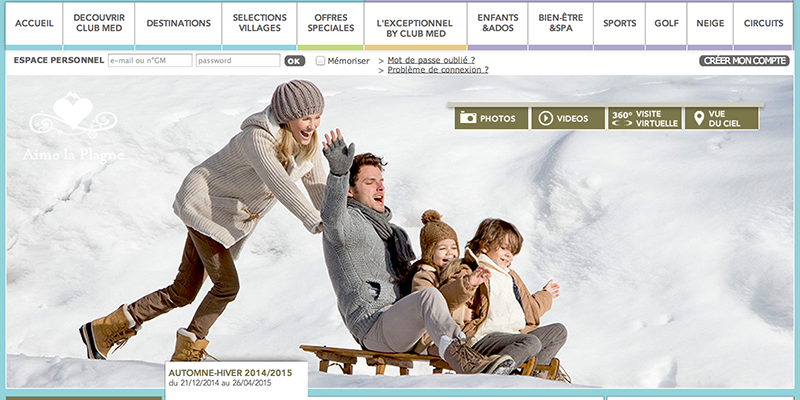 ACCUEIL
DECOUVRIR
CLUB MED
DESTINATIONS
SELECTIONS
VILLAGES
OFFRES
SPECIALES
L'EXCEPTIONNEL
BY CLUB MED
ENFANTS
&ADOS
BIEN-ÊTRE
&SPA
SPORTS
GOLF
NEIGE
CIRCUITS
ESPACE PERSONNEL
e-mail ou n°GM
password
OK
Mémoriser
> Mot de passe oublié ?
> Problème de connexion ?
CRÉER MON COMPTE
Aime la Plagne
PHOTOS
VIDEOS
360° VISITE
VIRTUELLE
VUE
DU CIEL
AUTOMNE-HIVER 2014/2015
du 21/12/2014 au 26/04/2015